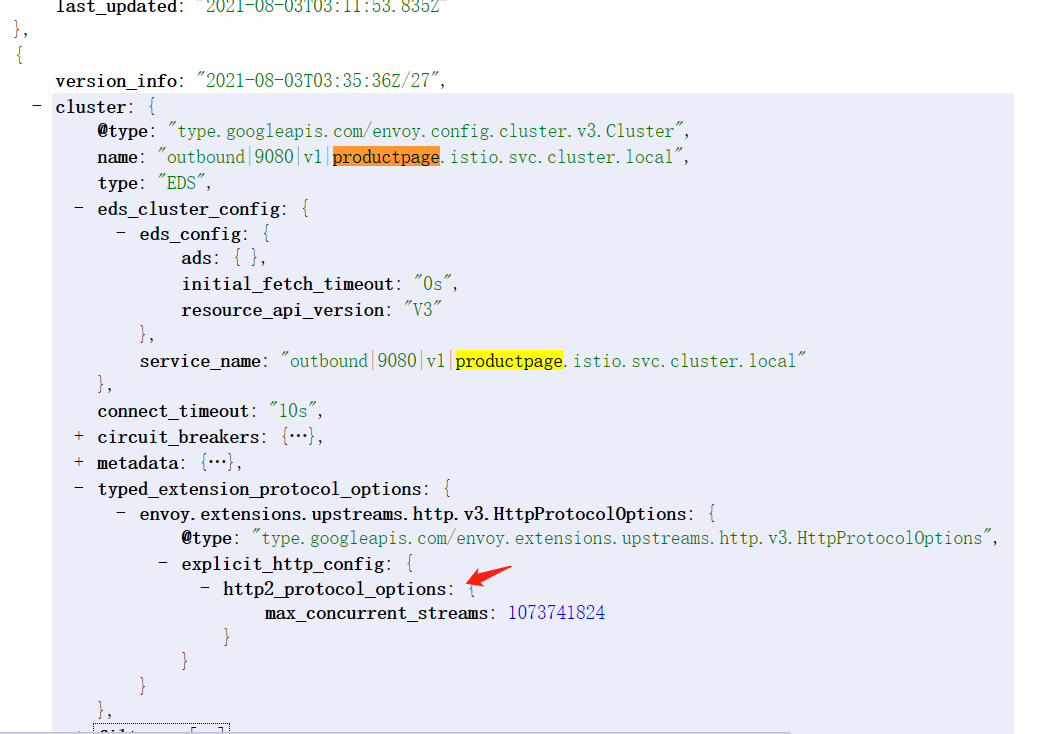 last_updated: "2021-08-03T03:11:53.835Z"
},
{
version_info: "2021-08-03T03:35:36Z/27",
- cluster: {
@type: "type.googleapis.com/envoy.config.cluster.v3.Cluster",
name: "outbound|9080|v1|productpage.istio.svc.cluster.local",
type: "EDS",
- eds_cluster_config: {
- eds_config: {
ads: { },
initial_fetch_timeout: "0s",
resource_api_version: "V3"
},
service_name: "outbound|9080|v1|productpage.istio.svc.cluster.local"
},
connect_timeout: "10s",
+ circuit_breakers: {…},
+ metadata: {…},
- typed_extension_protocol_options: {
- envoy.extensions.upstreams.http.v3.HttpProtocolOptions: {
@type: "type.googleapis.com/envoy.extensions.upstreams.http.v3.HttpProtocolOptions",
- explicit_http_config: {
- http2_protocol_options: {
max_concurrent_streams: 1073741824
}
}
}
},